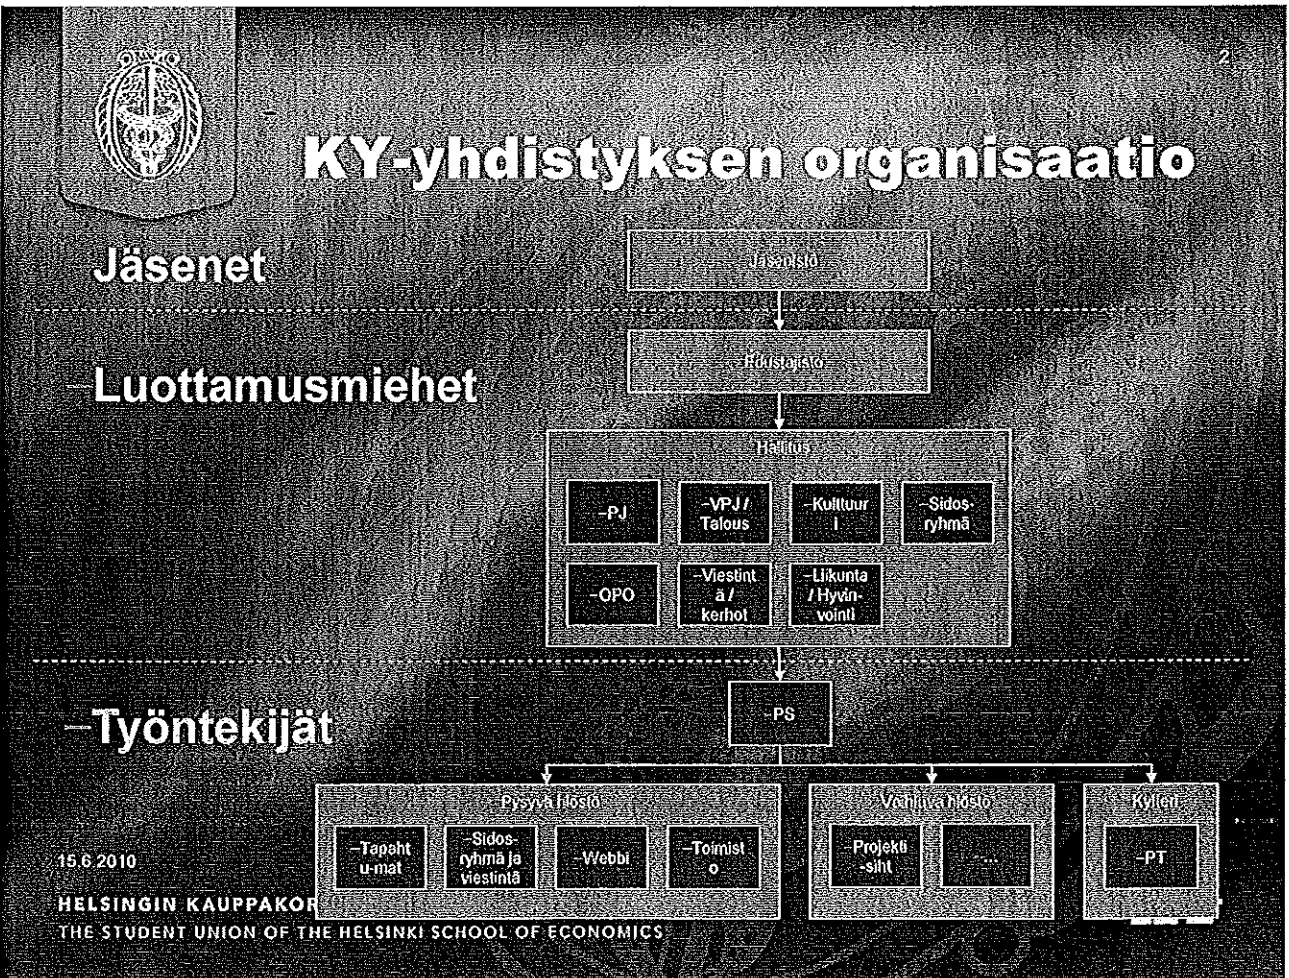 2
KY-yhdistyksen organisaatio
Jäsenet
Jäsenistö
–Luottamusmiehet
Edustajisto
Hallitus
–PJ
–VPJ /
Talous
–Kulttuur
i
–Sidos-
ryhmä
–OPO
–Viestint
ä /
kerhot
–Liikunta
/ Hyvin-
vointi
–Työntekijät
–PS
Pysyvä hlöstö
–Tapaht
u-mat
–Sidos-
ryhmä ja
viestintä
–Webbi
–Toimist
o
Vaihtuva hlöstö
–Projekti
-siht
–...
Kylteri
–PT
15.6.2010
HELSINGIN KAUPPAKOR
THE STUDENT UNION OF THE HELSINKI SCHOOL OF ECONOMICS